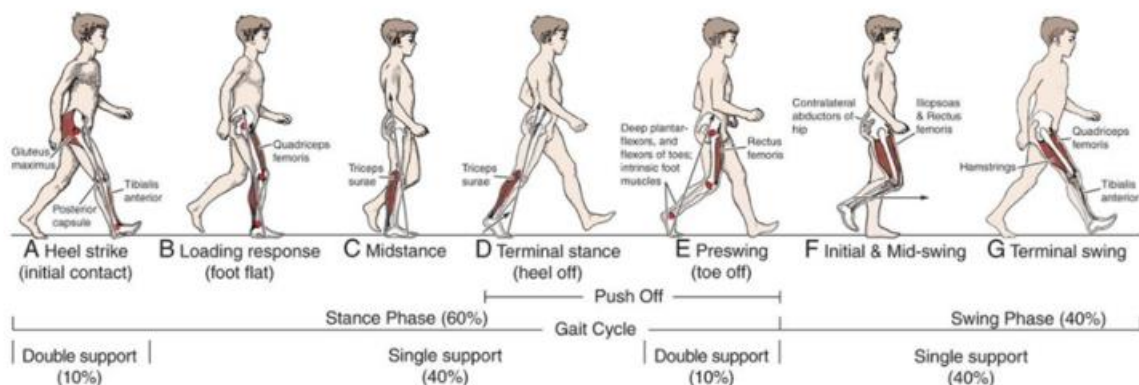 Gluteus
maximus
Posterior
capsule
Tibialis
anterior
Quadriceps
femoris
Triceps
surae
Triceps
surae
Deep plantar-
flexors, and
flexors of toes;
intrinsic foot
muscles
Rectus
femoris
Contralateral
abductors of
hip
Iliopsoas
& Rectus
femoris
Hamstrings
Quadriceps
femoris
Tibialis
anterior
A Heel strike
(initial contact)
B Loading response
(foot flat)
C Midstance
D Terminal stance
(heel off)
E Preswing
(toe off)
F Initial & Mid-swing
G Terminal swing
Push Off
Stance Phase (60%)
Swing Phase (40%)
Gait Cycle
Double support
(10%)
Single support
(40%)
Double support
(10%)
Single support
(40%)